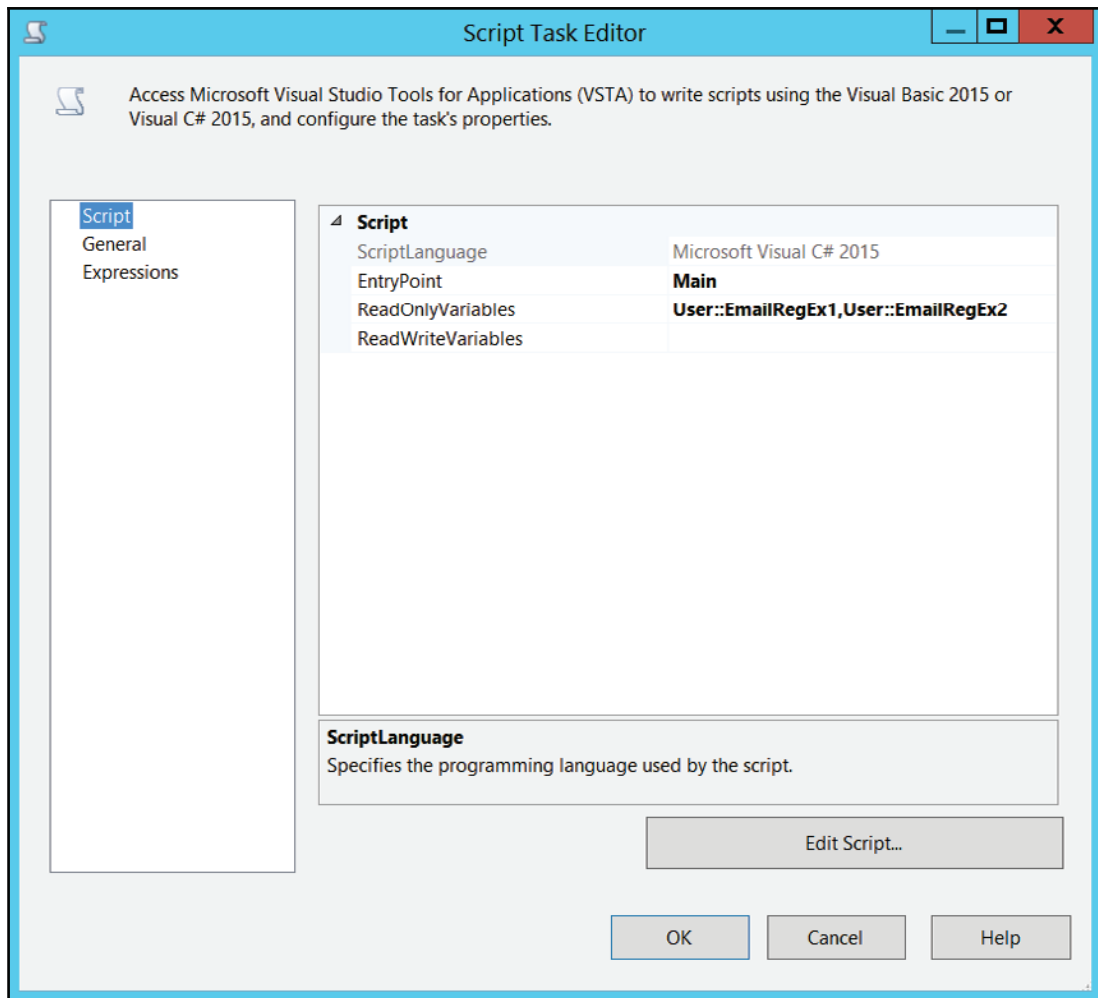 Script Task Editor
Access Microsoft Visual Studio Tools for Applications (VSTA) to write scripts using the Visual Basic 2015 or
Visual C# 2015, and configure the task's properties.
Script
General
Expressions
Script
ScriptLanguage Microsoft Visual C# 2015
EntryPoint Main
ReadOnlyVariables User::EmailRegEx1,User::EmailRegEx2
ReadWriteVariables
ScriptLanguage
Specifies the programming language used by the script.
Edit Script...
OK Cancel Help